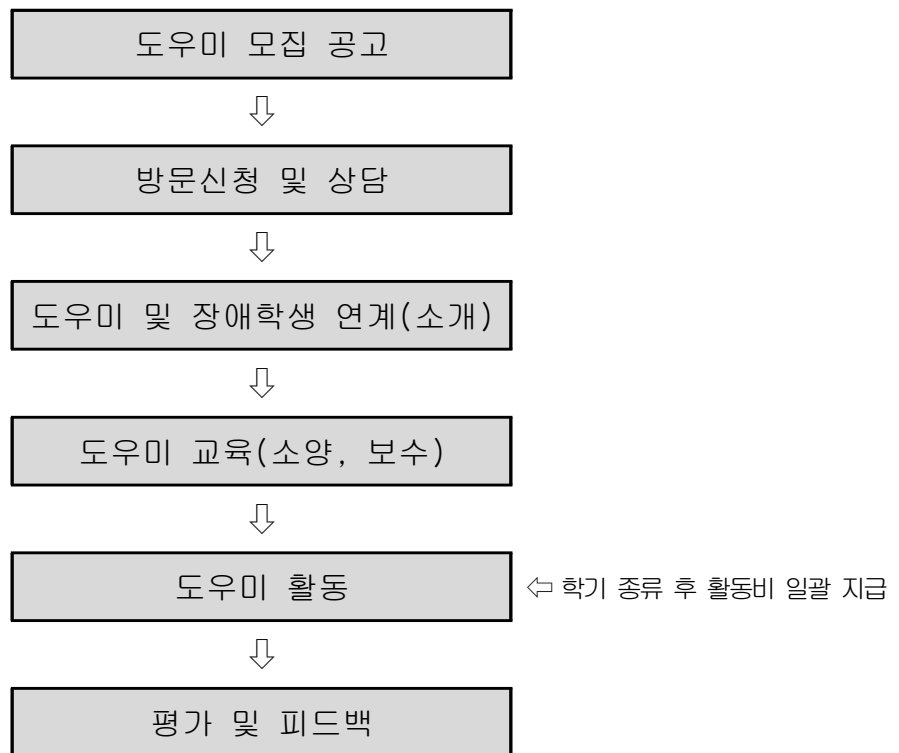 도우미 모집 공고
⇩
방문신청 및 상담
⇩
도우미 및 장애학생 연계(소개)
⇩
도우미 교육(소양, 보수)
⇩
도우미 활동 ⇦ 학기 종류 후 활동비 일괄 지급
⇩
평가 및 피드백